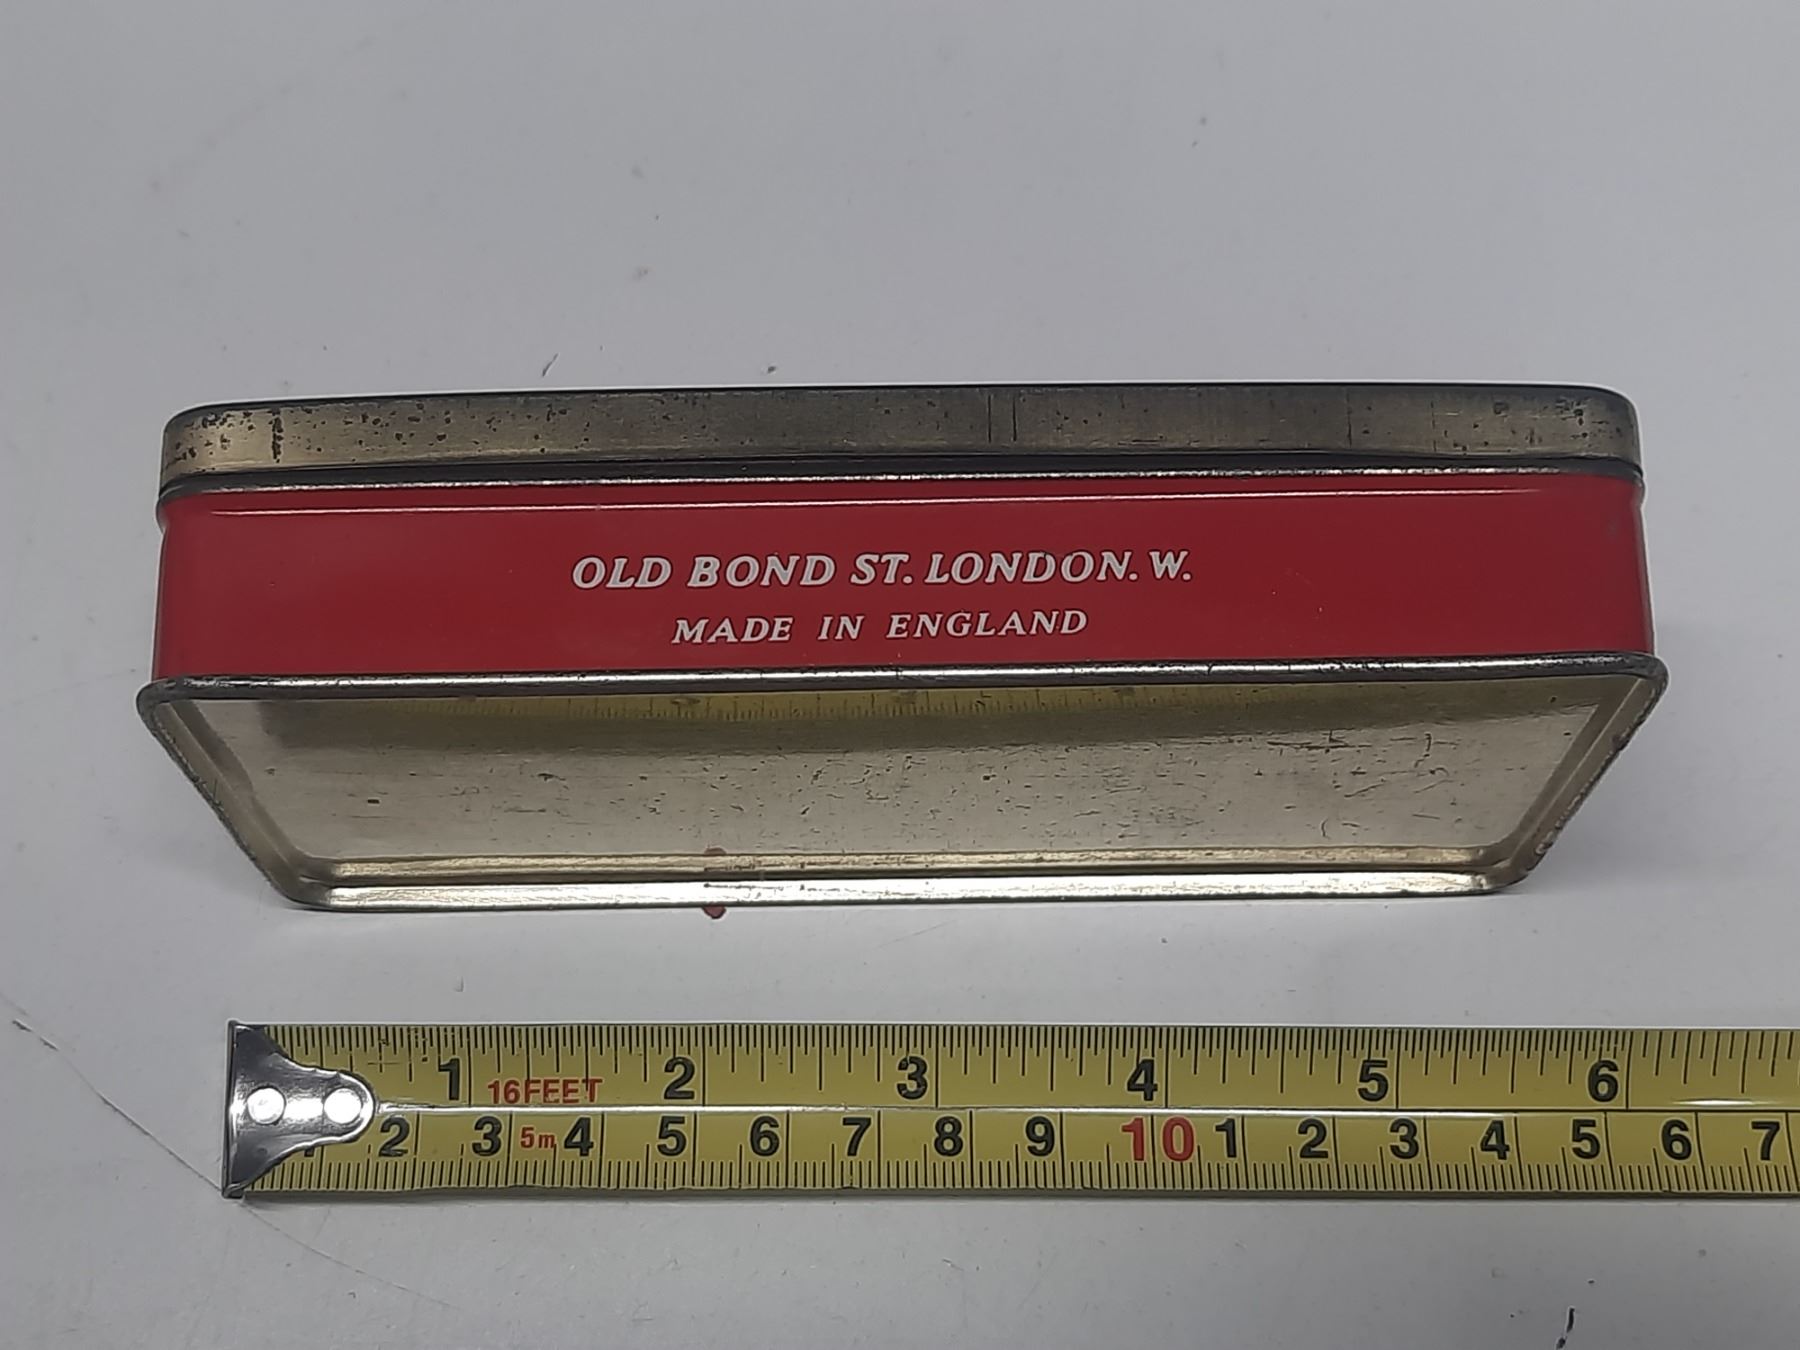 OLD BOND ST. LONDON. W.
MADE IN ENGLAND
1 16FEET 2 3 4 5 6
2 3 5m 4 5 6 7 8 9 10 1 2 3 4 5 6 7